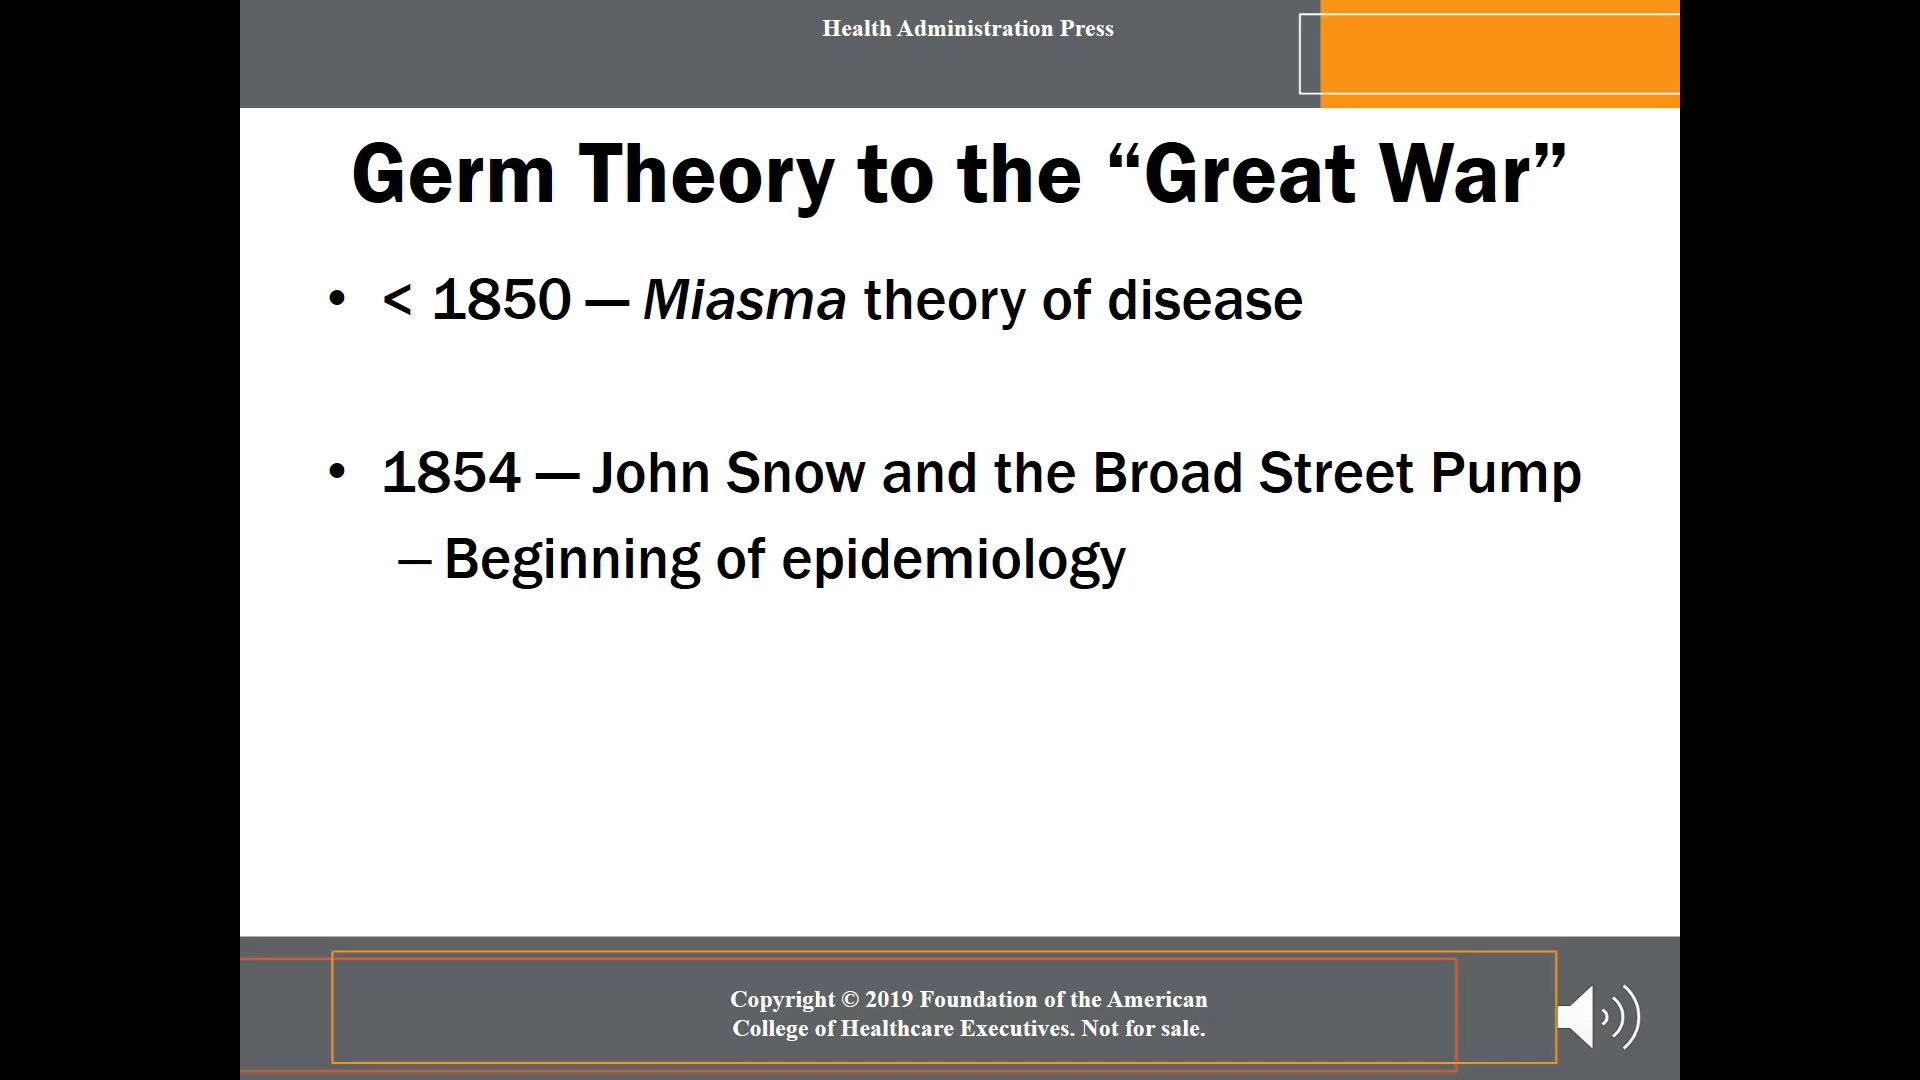 Health Administration Press
Germ Theory to the “Great War”
• < 1850 — Miasma theory of disease
• 1854 — John Snow and the Broad Street Pump
– Beginning of epidemiology
Copyright © 2019 Foundation of the American
College of Healthcare Executives. Not for sale.